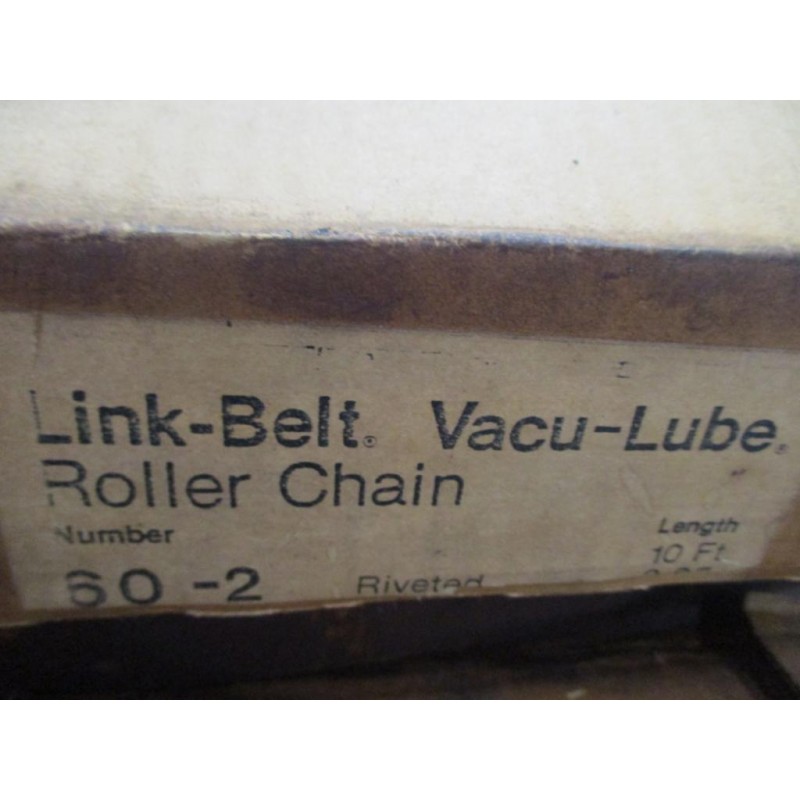 Link-Belt® Vacu-Lube®
Roller Chain
Number Length
60-2 Riveted 10 Ft